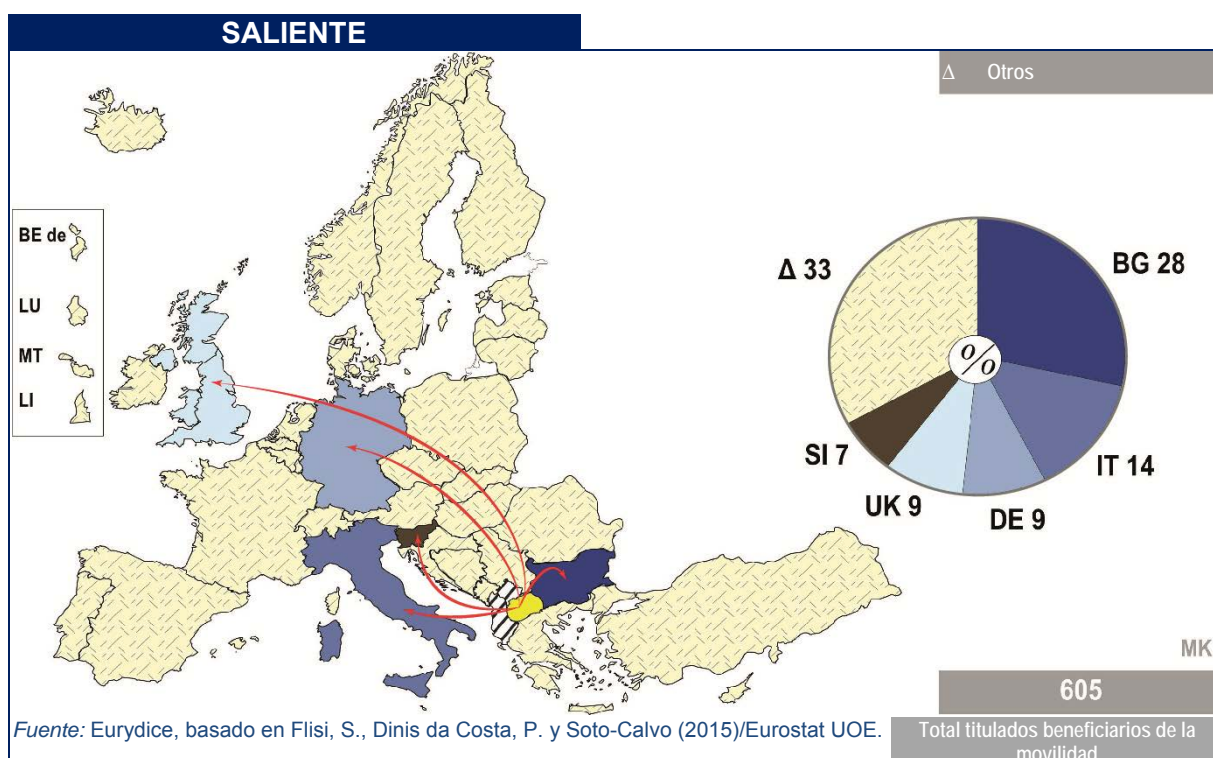 SALIENTE
Δ Otros
BE de
LU
MT
LI
Δ 33
BG 28
%
SI 7
IT 14
UK 9
DE 9
MK
605
Fuente: Eurydice, basado en Flisi, S., Dinis da Costa, P. y Soto-Calvo (2015)/Eurostat UOE.
Total titulados beneficiarios de la
movilidad